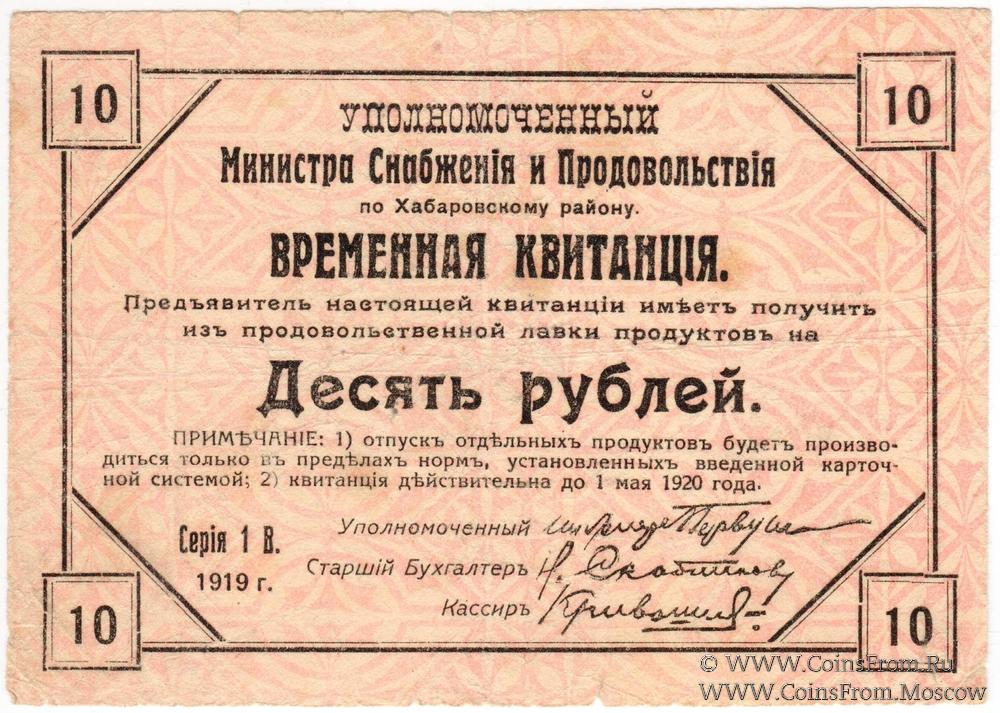 10 10
УПОЛНОМОЧЕННЫЙ
Министра Снабженія и Продовольствія
по Хабаровскому району.
ВРЕМЕННАЯ КВИТАНЦІЯ.
Предъявитель настоящей квитанціи имѣетъ получить
изъ продовольственной лавки продуктовъ на
Десять рублей.
ПРИМѢЧАНІЕ: 1) отпускъ отдѣльныхъ продуктовъ будетъ произво-
диться только въ предѣлахъ нормъ, установленныхъ введенной карточ-
ной системой; 2) квитанція дѣйствительна до 1 мая 1920 года.
Уполномоченный
Серія 1 В.
Старшій Бухгалтеръ Н. Скобликову
1919 г.
Кассиръ
10 10
© WWW.CoinsFrom.Ru
WWW.CoinsFrom.Moscow